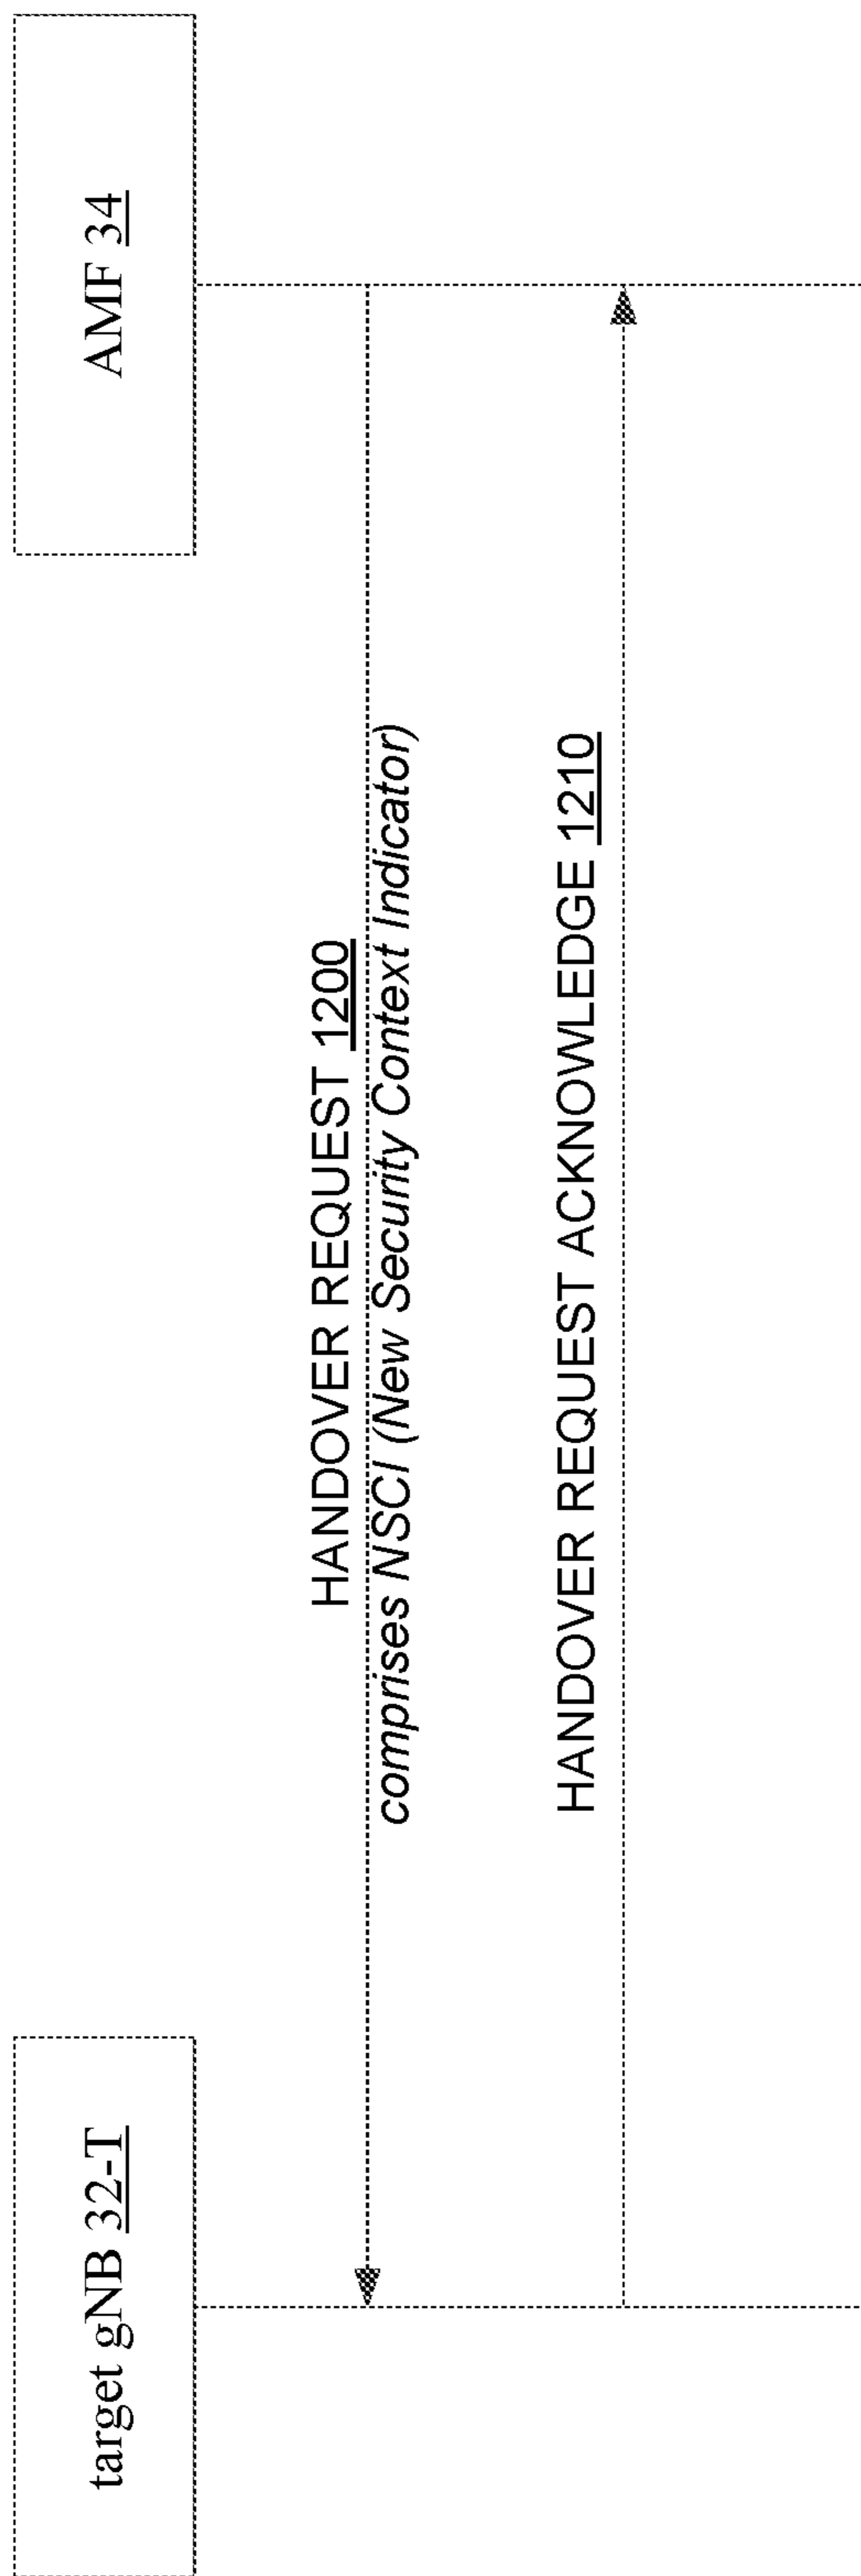 target gNB 32-T
AMF 34
HANDOVER REQUEST 1200
comprises NSCI (New Security Context Indicator)
HANDOVER REQUEST ACKNOWLEDGE 1210